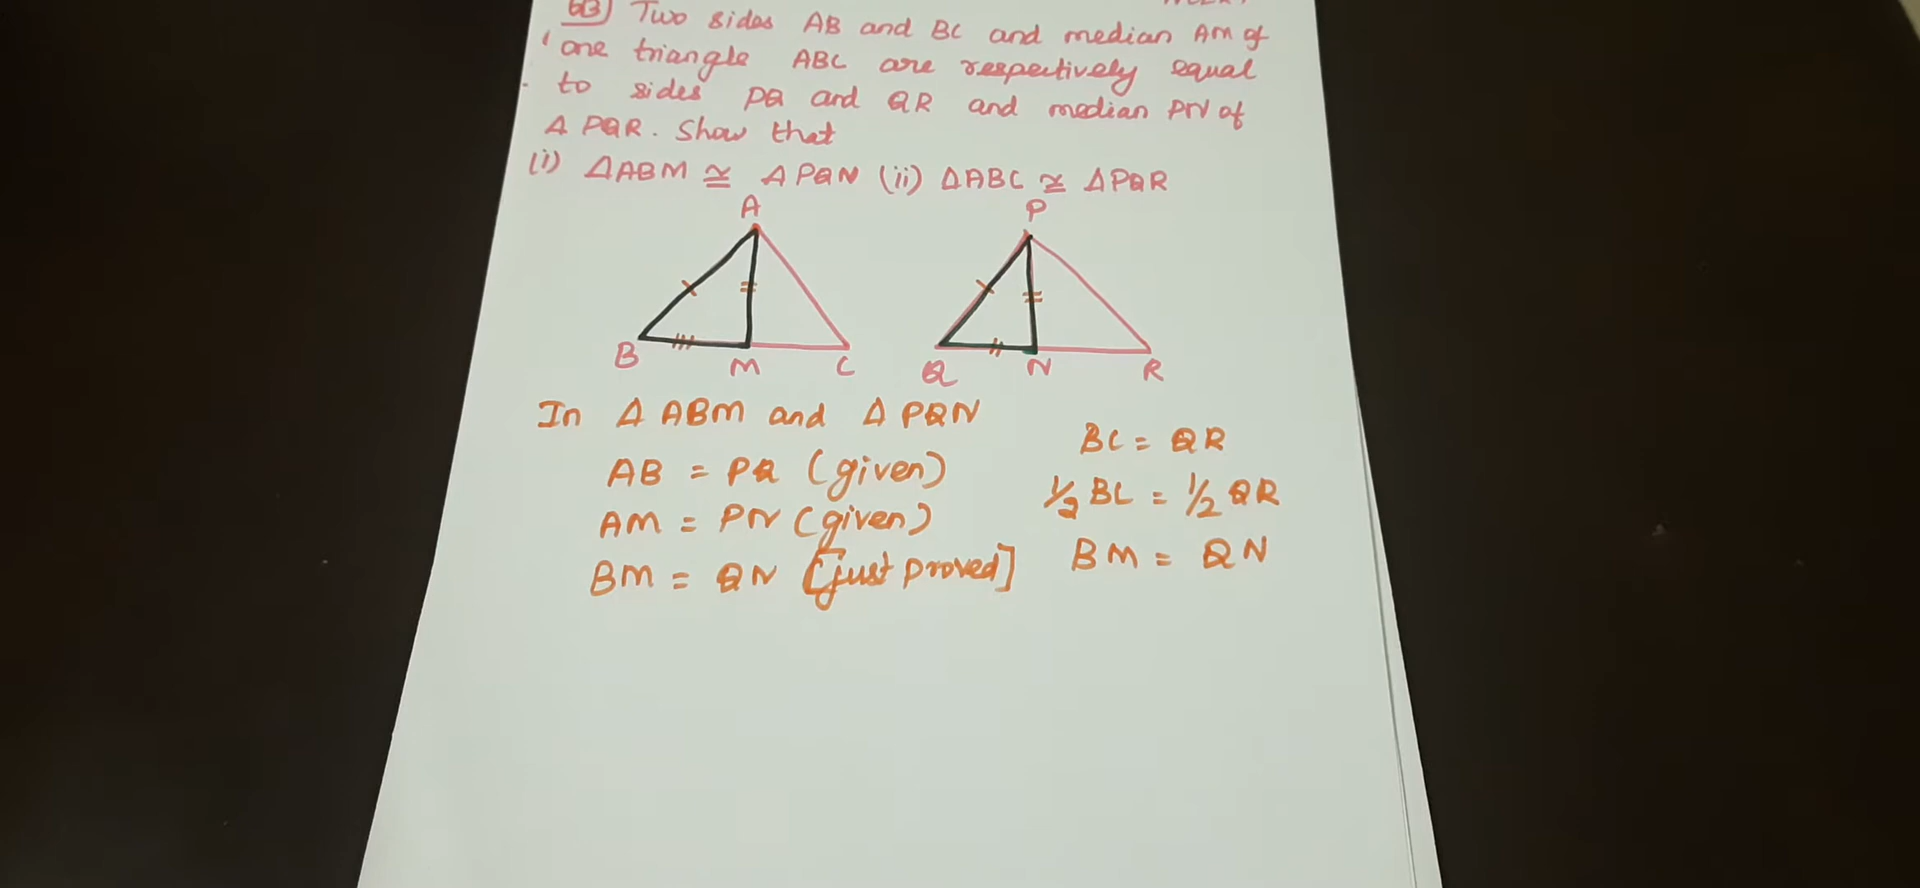 Two sides AB and BC and median AM of
one triangle ABC are respectively equal
to sides PQ and QR and median PN of
Δ PQR. Show that
(i) ΔABM ≅ ΔPQN (ii) ΔABC ≅ ΔPQR
A P
B M C Q N R
In Δ ABM and Δ PQN
BC = QR
AB = PQ (given)
1/2 BC = 1/2 QR
AM = PN (given)
BM = QN
BM = QN [just proved]